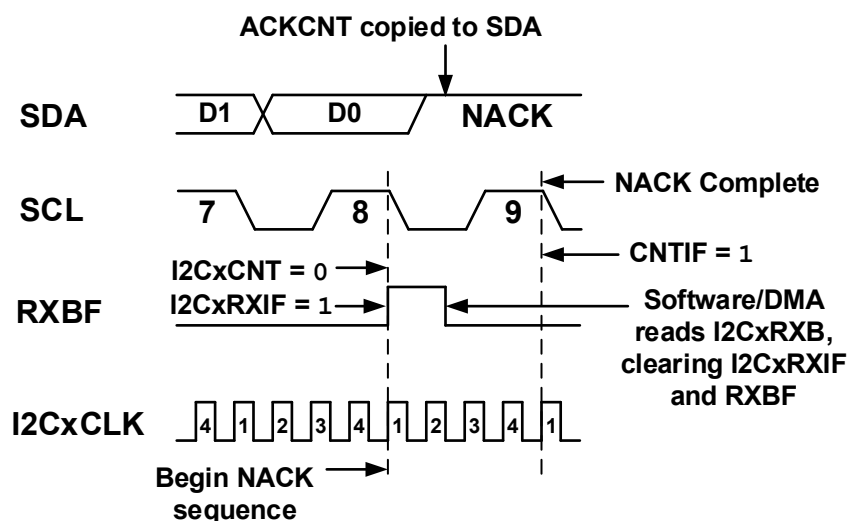 ACKCNT copied to SDA
SDA
D1
D0
NACK
SCL
7
8
9
NACK Complete
I2CxCNT = 0
CNTIF = 1
RXBF
I2CxRXIF = 1
Software/DMA
reads I2CxRXB,
clearing I2CxRXIF
and RXBF
I2CxCLK
4 1 2 3 4 1 2 3 4 1
Begin NACK
sequence